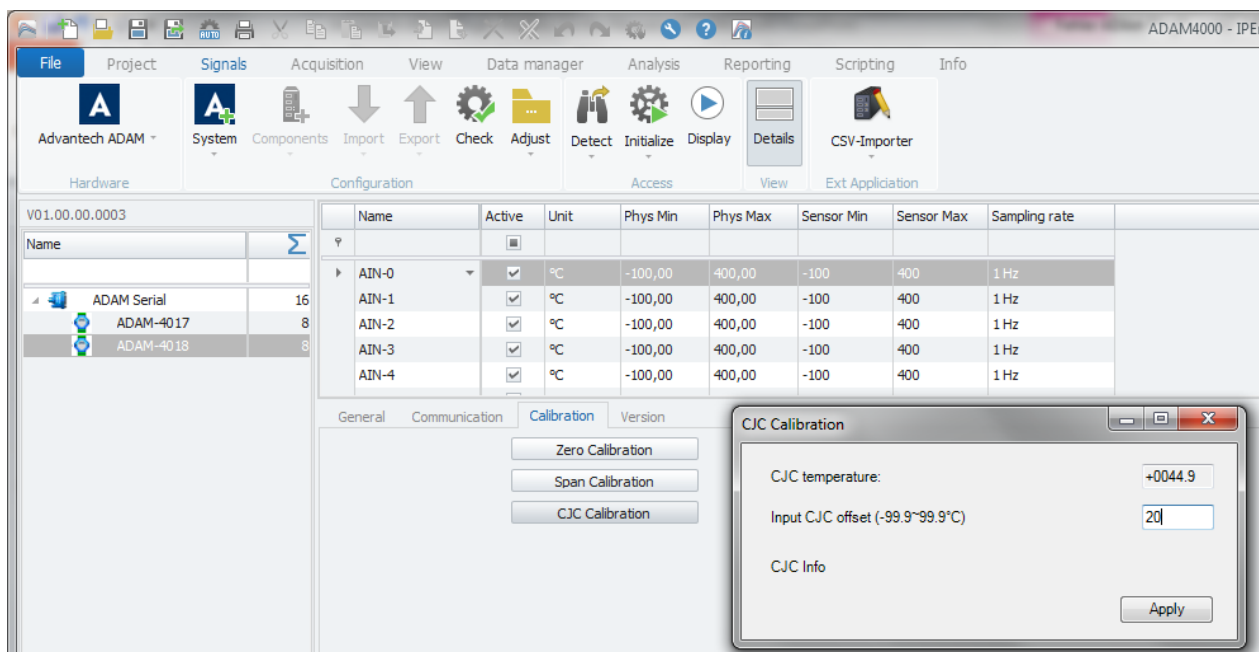 AUTO
ADAM4000 - IPE
File Project Signals Acquisition View Data manager Analysis Reporting Scripting Info
Advantech ADAM System Components Import Export Check Adjust Detect Initialize Display Details CSV-Importer
Hardware Configuration Access View Ext Appliciation
V01.00.00.0003
Name Σ
ADAM Serial 16
ADAM-4017 8
ADAM-4018 8
Name Active Unit Phys Min Phys Max Sensor Min Sensor Max Sampling rate
AIN-0 °C -100,00 400,00 -100 400 1 Hz
AIN-1 °C -100,00 400,00 -100 400 1 Hz
AIN-2 °C -100,00 400,00 -100 400 1 Hz
AIN-3 °C -100,00 400,00 -100 400 1 Hz
AIN-4 °C -100,00 400,00 -100 400 1 Hz
General Communication Calibration Version
Zero Calibration
Span Calibration
CJC Calibration
CJC Calibration
CJC temperature: +0044.9
Input CJC offset (-99.9~99.9°C) 20
CJC Info
Apply